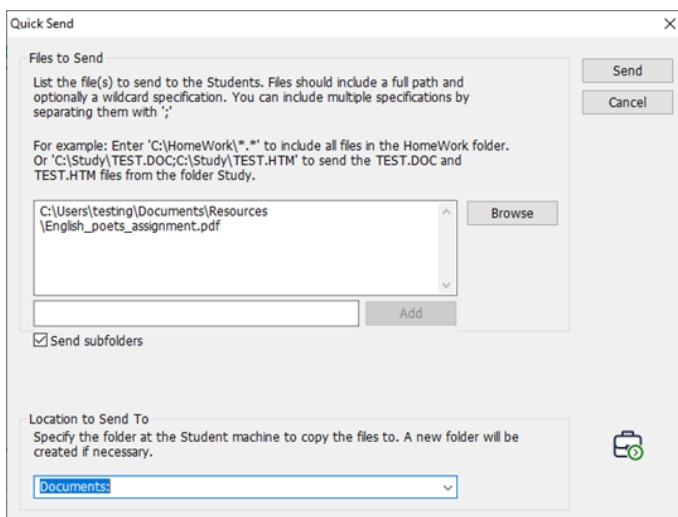 Quick Send
Files to Send
List the file(s) to send to the Students. Files should include a full path and
optionally a wildcard specification. You can include multiple specifications by
separating them with ';'
For example: Enter 'C:\HomeWork\*.*' to include all files in the HomeWork folder.
Or 'C:\Study\TEST.DOC;C:\Study\TEST.HTM' to send the TEST.DOC and
TEST.HTM files from the folder Study.
C:\Users\testing\Documents\Resources
\English_poets_assignment.pdf
Browse
Add
Send subfolders
Send
Cancel
Location to Send To
Specify the folder at the Student machine to copy the files to. A new folder will be
created if necessary.
Documents: